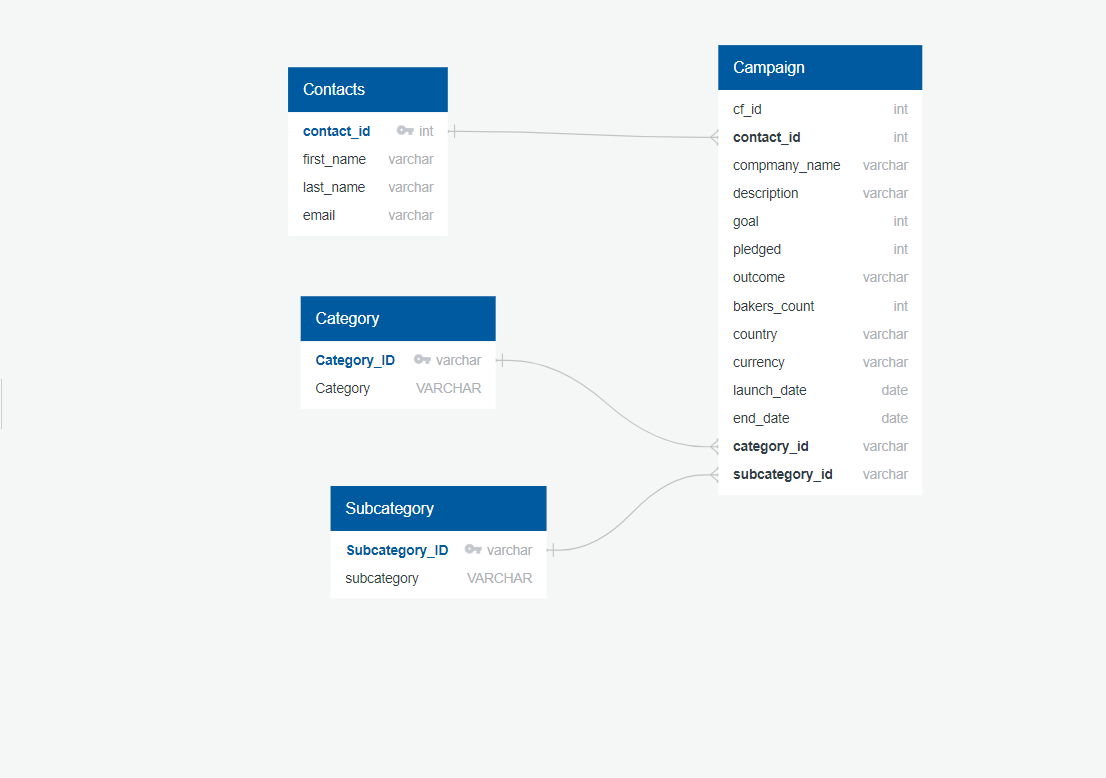 Contacts
contact_id int
first_name varchar
last_name varchar
email varchar
Category
Category_ID varchar
Category VARCHAR
Subcategory
Subcategory_ID varchar
subcategory VARCHAR
Campaign
cf_id int
contact_id int
compmany_name varchar
description varchar
goal int
pledged int
outcome varchar
bakers_count int
country varchar
currency varchar
launch_date date
end_date date
category_id varchar
subcategory_id varchar